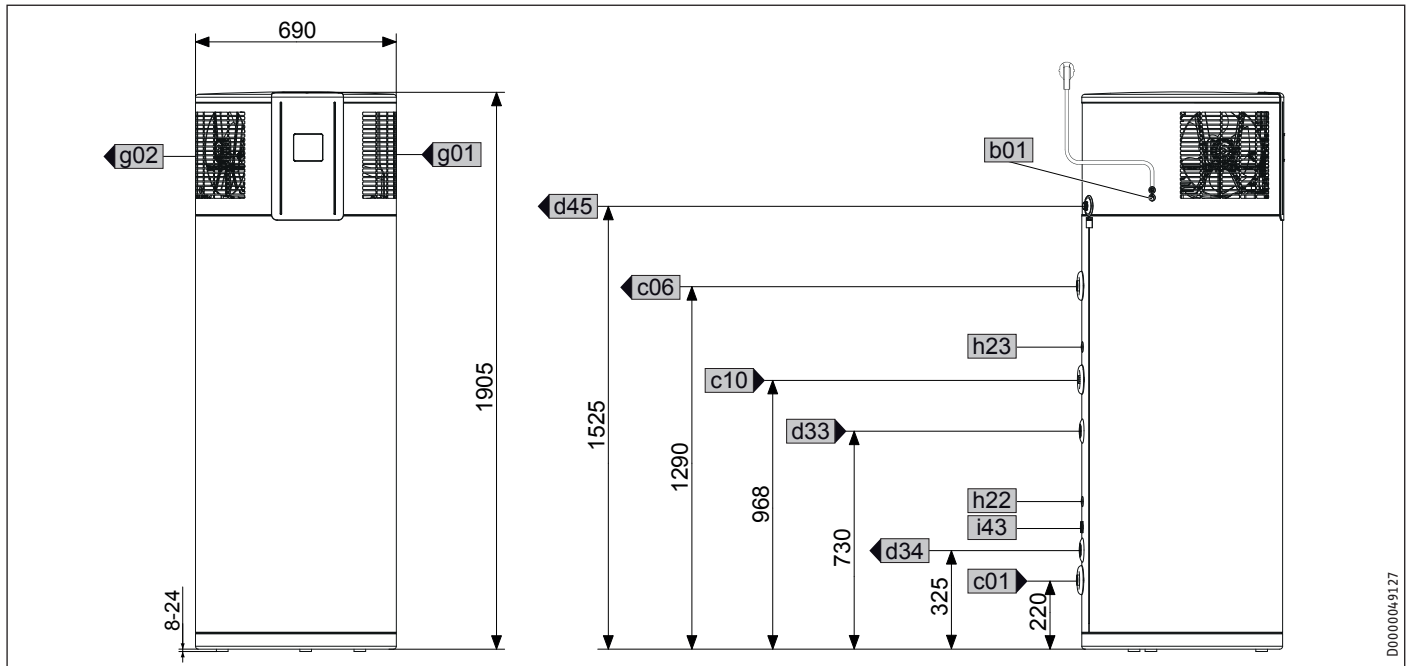 690
g02
g01
b01
d45
c06
h23
c10
1905
1525
d33
1290
968
h22
i43
730
d34
325
c01
220
8-24
D0000049127